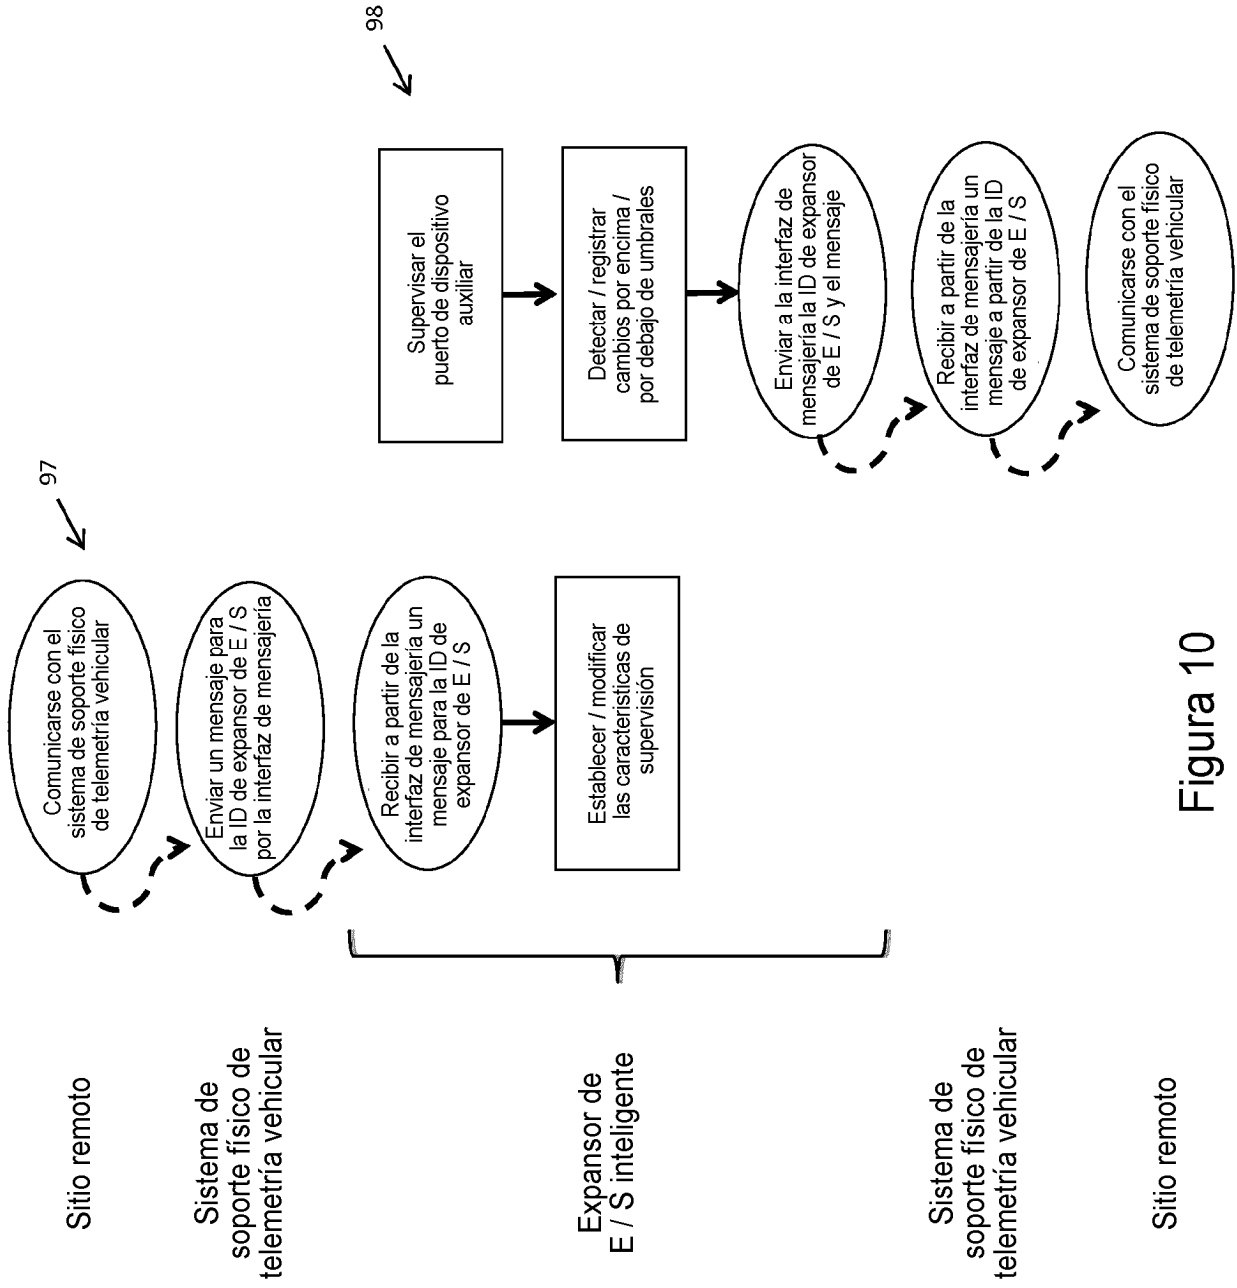 Sitio remoto
Sistema de
soporte físico de
telemetría vehicular
Expansor de
E / S inteligente
Sistema de
soporte físico de
telemetría vehicular
Sitio remoto
97
Comunicarse con el
sistema de soporte físico
de telemetría vehicular
Enviar un mensaje para
la ID de expansor de E / S
por la interfaz de mensajería
Recibir a partir de la
interfaz de mensajería un
mensaje para la ID de
expansor de E / S
Establecer / modificar
las características de
supervisión
98
Supervisar el
puerto de dispositivo
auxiliar
Detectar / registrar
cambios por encima /
por debajo de umbrales
Enviar a la interfaz de
mensajería la ID de expansor
de E / S y el mensaje
Recibir a partir de la
interfaz de mensajería un
mensaje a partir de la ID
de expansor de E / S
Comunicarse con el
sistema de soporte físico
de telemetría vehicular
Figura 10